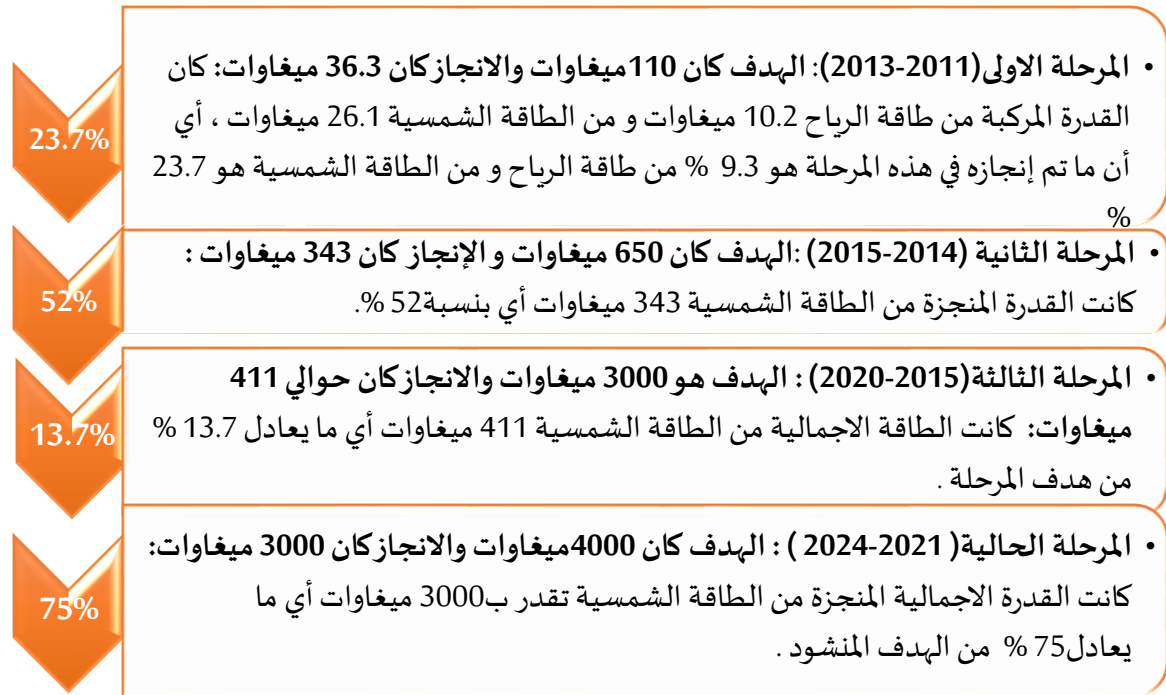 23.7%
• المرحلة الاولى(2011-2013): الهدف كان 110ميغاوات والانجازكان 36.3 ميغاوات: كان
القدرة المركبة من طاقة الرياح 10.2 ميغاوات و من الطاقة الشمسية 26.1 ميغاوات ، أي
أن ما تم إنجازه في هذه المرحلة هو 9.3 % من طاقة الرياح و من الطاقة الشمسية هو 23.7
%
52%
• المرحلة الثانية (2014-2015) :الهدف كان 650 ميغاوات و الإنجاز كان 343 ميغاوات :
كانت القدرة المنجزة من الطاقة الشمسية 343 ميغاوات أي بنسبة52 %.
13.7%
• المرحلة الثالثة(2015-2020) : الهدف هو 3000 ميغاوات والانجازكان حوالي 411
ميغاوات: كانت الطاقة الاجمالية من الطاقة الشمسية 411 ميغاوات أي ما يعادل 13.7 %
من هدف المرحلة .
75%
• المرحلة الحالية( 2021-2024 ) : الهدف كان 4000ميغاوات والانجازكان 3000 ميغاوات:
كانت القدرة الاجمالية المنجزة من الطاقة الشمسية تقدر ب3000 ميغاوات أي ما
يعادل75 % من الهدف المنشود .